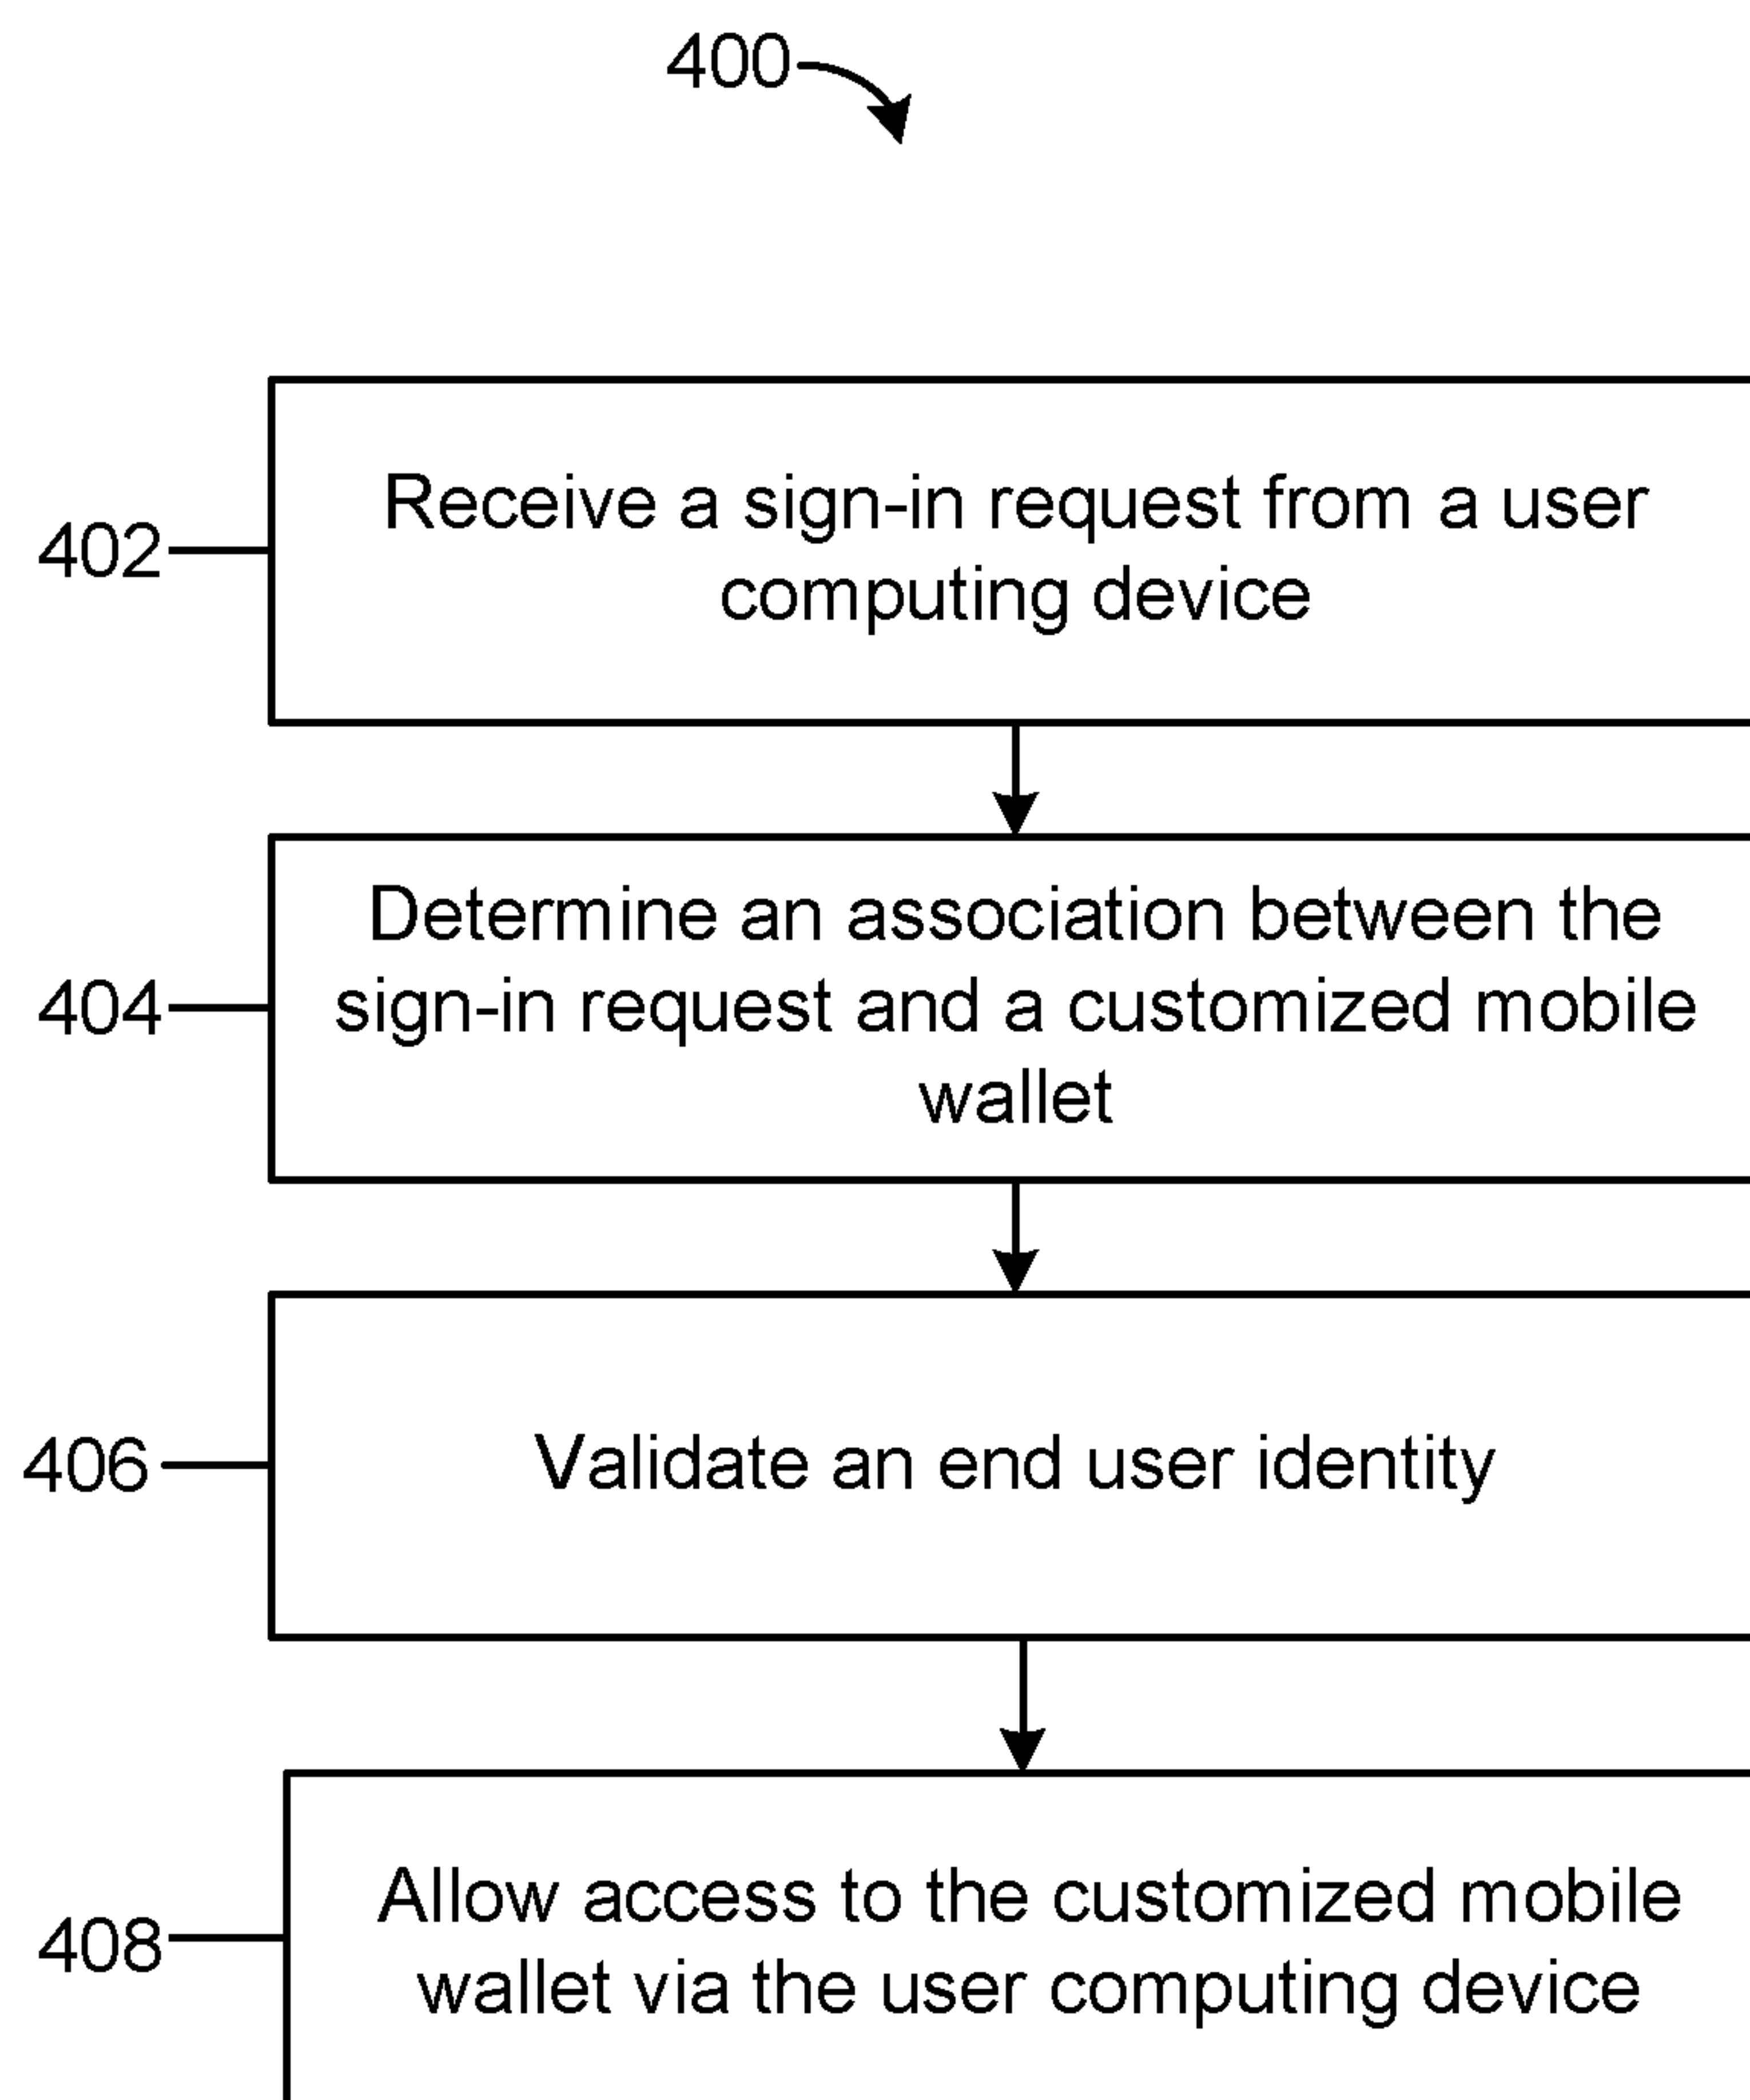 400
402
Receive a sign-in request from a user
computing device
404
Determine an association between the
sign-in request and a customized mobile
wallet
406
Validate an end user identity
408
Allow access to the customized mobile
wallet via the user computing device